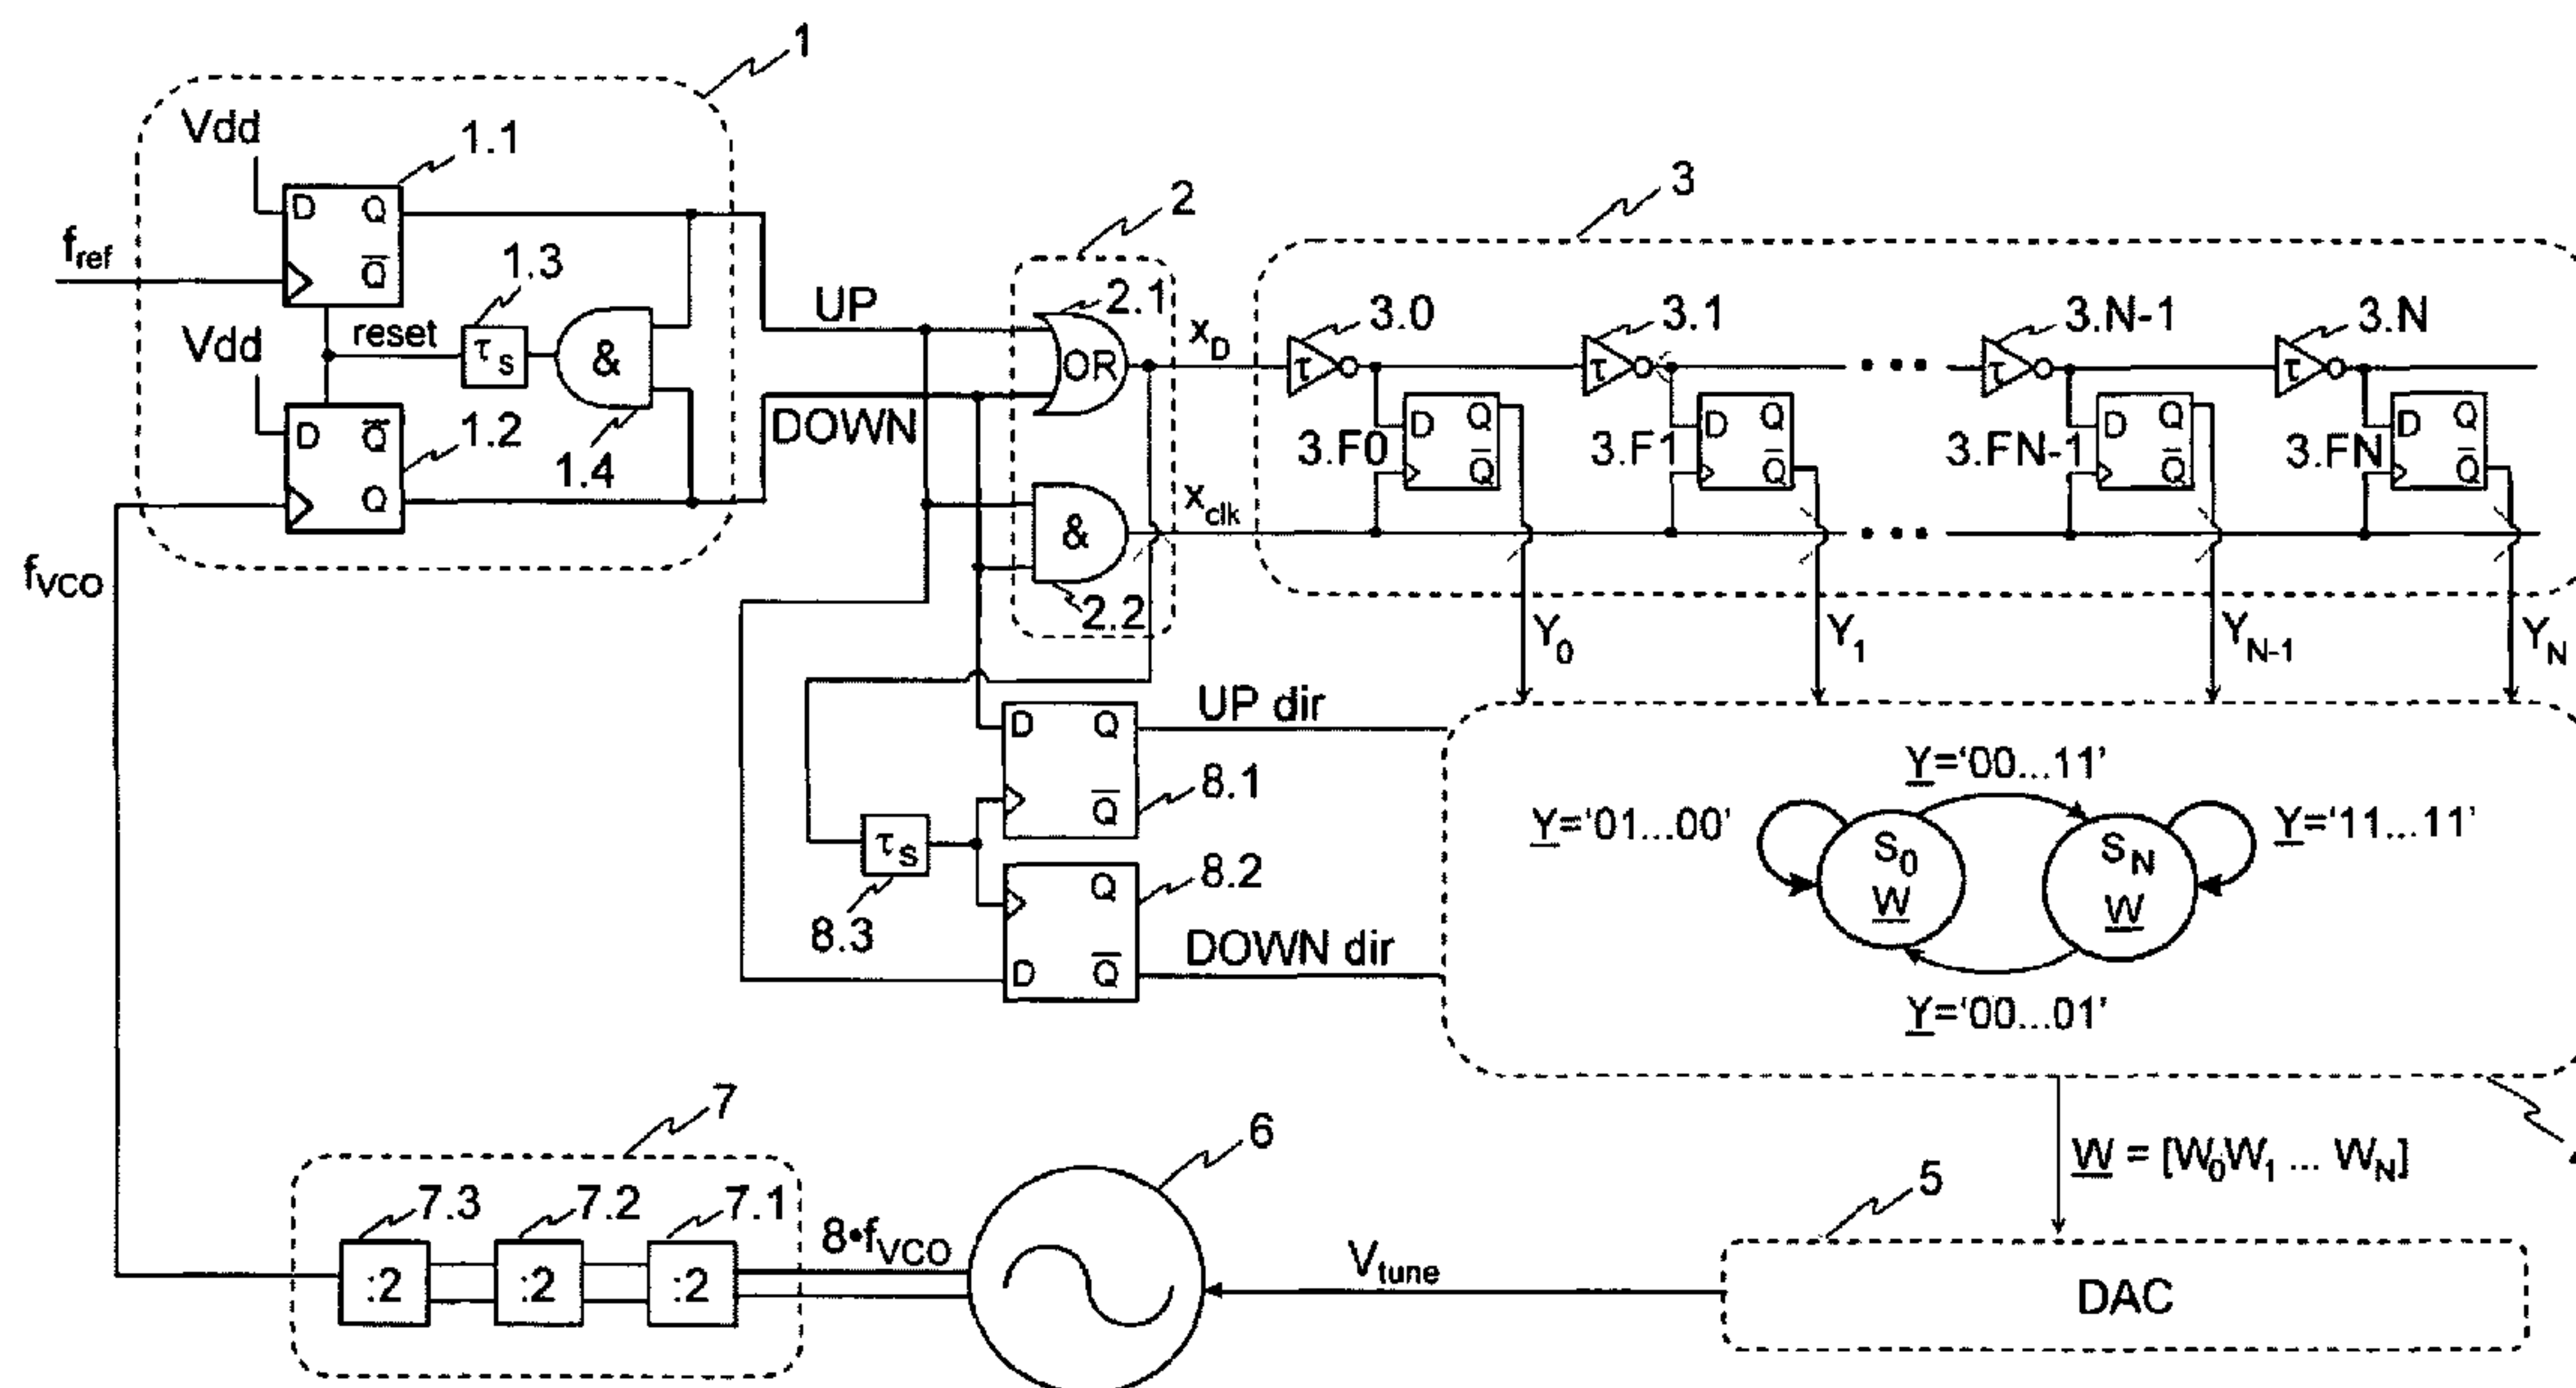 1
Vdd
1.1
D Q
Q̅
f_ref
1.3
reset
τ_s
&
1.4
Vdd
D Q̅
Q
1.2
f_VCO
UP
DOWN
2
2.1
OR
x_D
&
x_clk
2.2
3
3.0
τ
3.1
τ
...
3.N-1
τ
3.N
τ
3.F0
D Q
Q̅
3.F1
D Q
Q̅
...
3.FN-1
D Q
Q̅
3.FN
D Q
Q̅
Y_0
Y_1
Y_N-1
Y_N
D Q
Q̅
8.1
UP dir
τ_s
8.3
Q
D Q̅
8.2
DOWN dir
Y='00...11'
Y='01...00'
S_0
W
S_N
W
Y='11...11'
Y='00...01'
W = [W_0W_1 ... W_N]
5
DAC
V_tune
6
8•f_VCO
7
7.3
:2
7.2
:2
7.1
:2